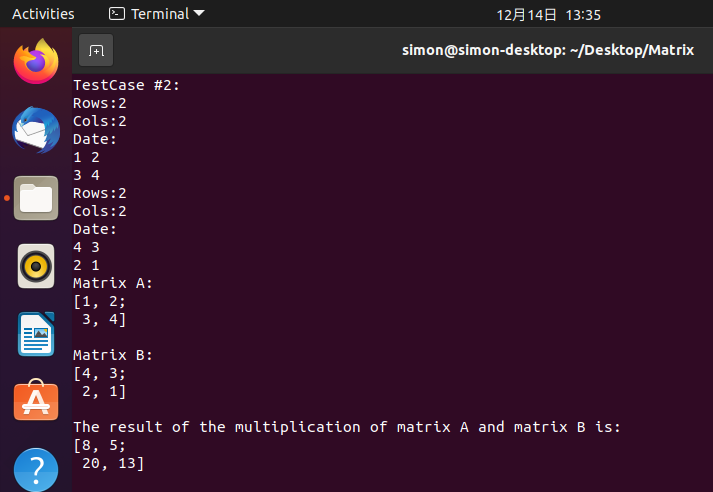 Activities Terminal 12月14日 13:35
simon@simon-desktop: ~/Desktop/Matrix
TestCase #2:
Rows:2
Cols:2
Date:
1 2
3 4
Rows:2
Cols:2
Date:
4 3
2 1
Matrix A:
[1, 2;
 3, 4]
Matrix B:
[4, 3;
 2, 1]
The result of the multiplication of matrix A and matrix B is:
[8, 5;
 20, 13]